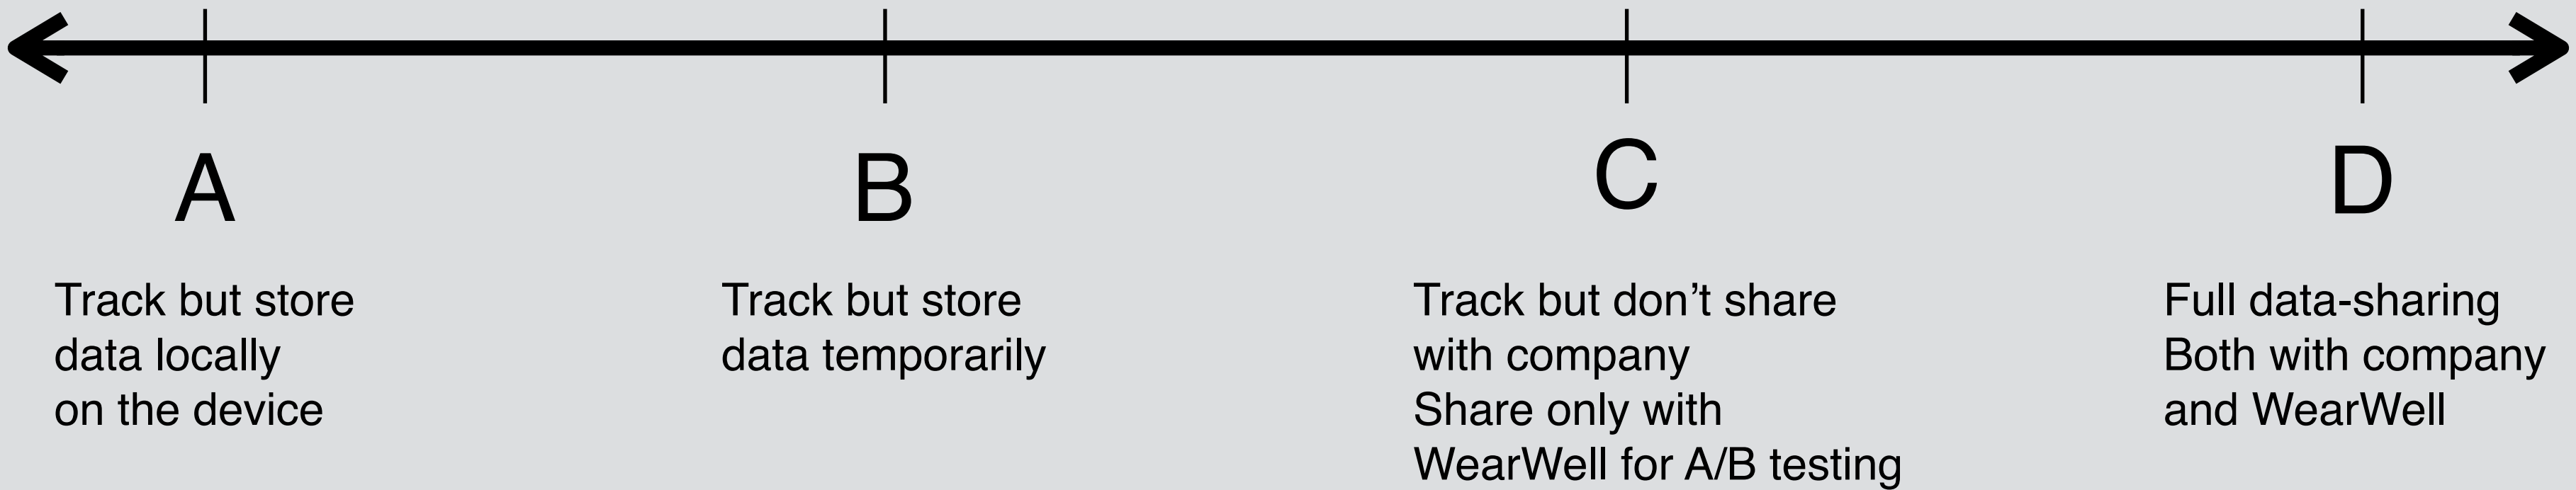 A
Track but store
data locally
on the device
B
Track but store
data temporarily
C
Track but don’t share
with company
Share only with
WearWell for A/B testing
D
Full data-sharing
Both with company
and WearWell